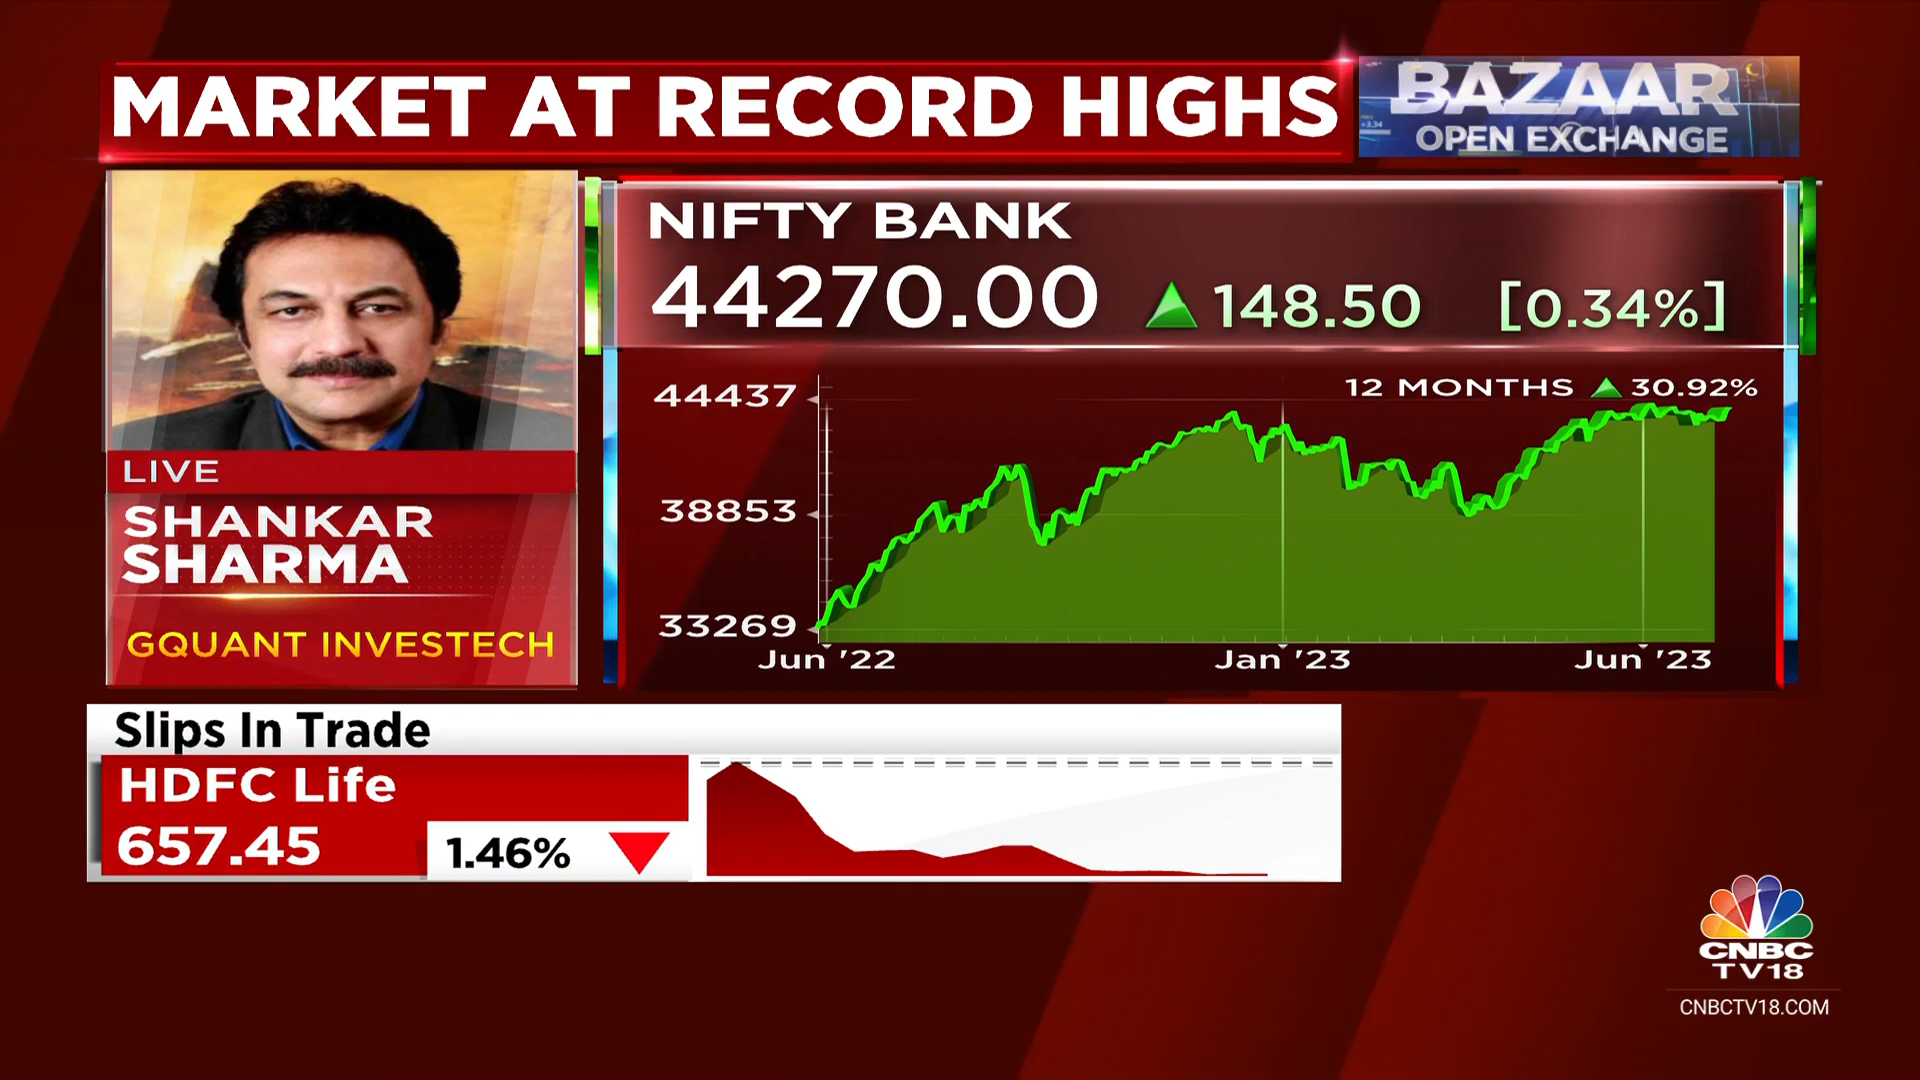 MARKET AT RECORD HIGHS
BAZAAR
OPEN EXCHANGE
+3.34
NIFTY BANK
44270.00 ▲ 148.50 [0.34%]
12 MONTHS ▲ 30.92%
44437
38853
33269
Jun '22 Jan '23 Jun '23
LIVE
SHANKAR
SHARMA
GQUANT INVESTECH
Slips In Trade
HDFC Life
657.45
1.46% ▼
CNBC
TV18
CNBCTV18.COM